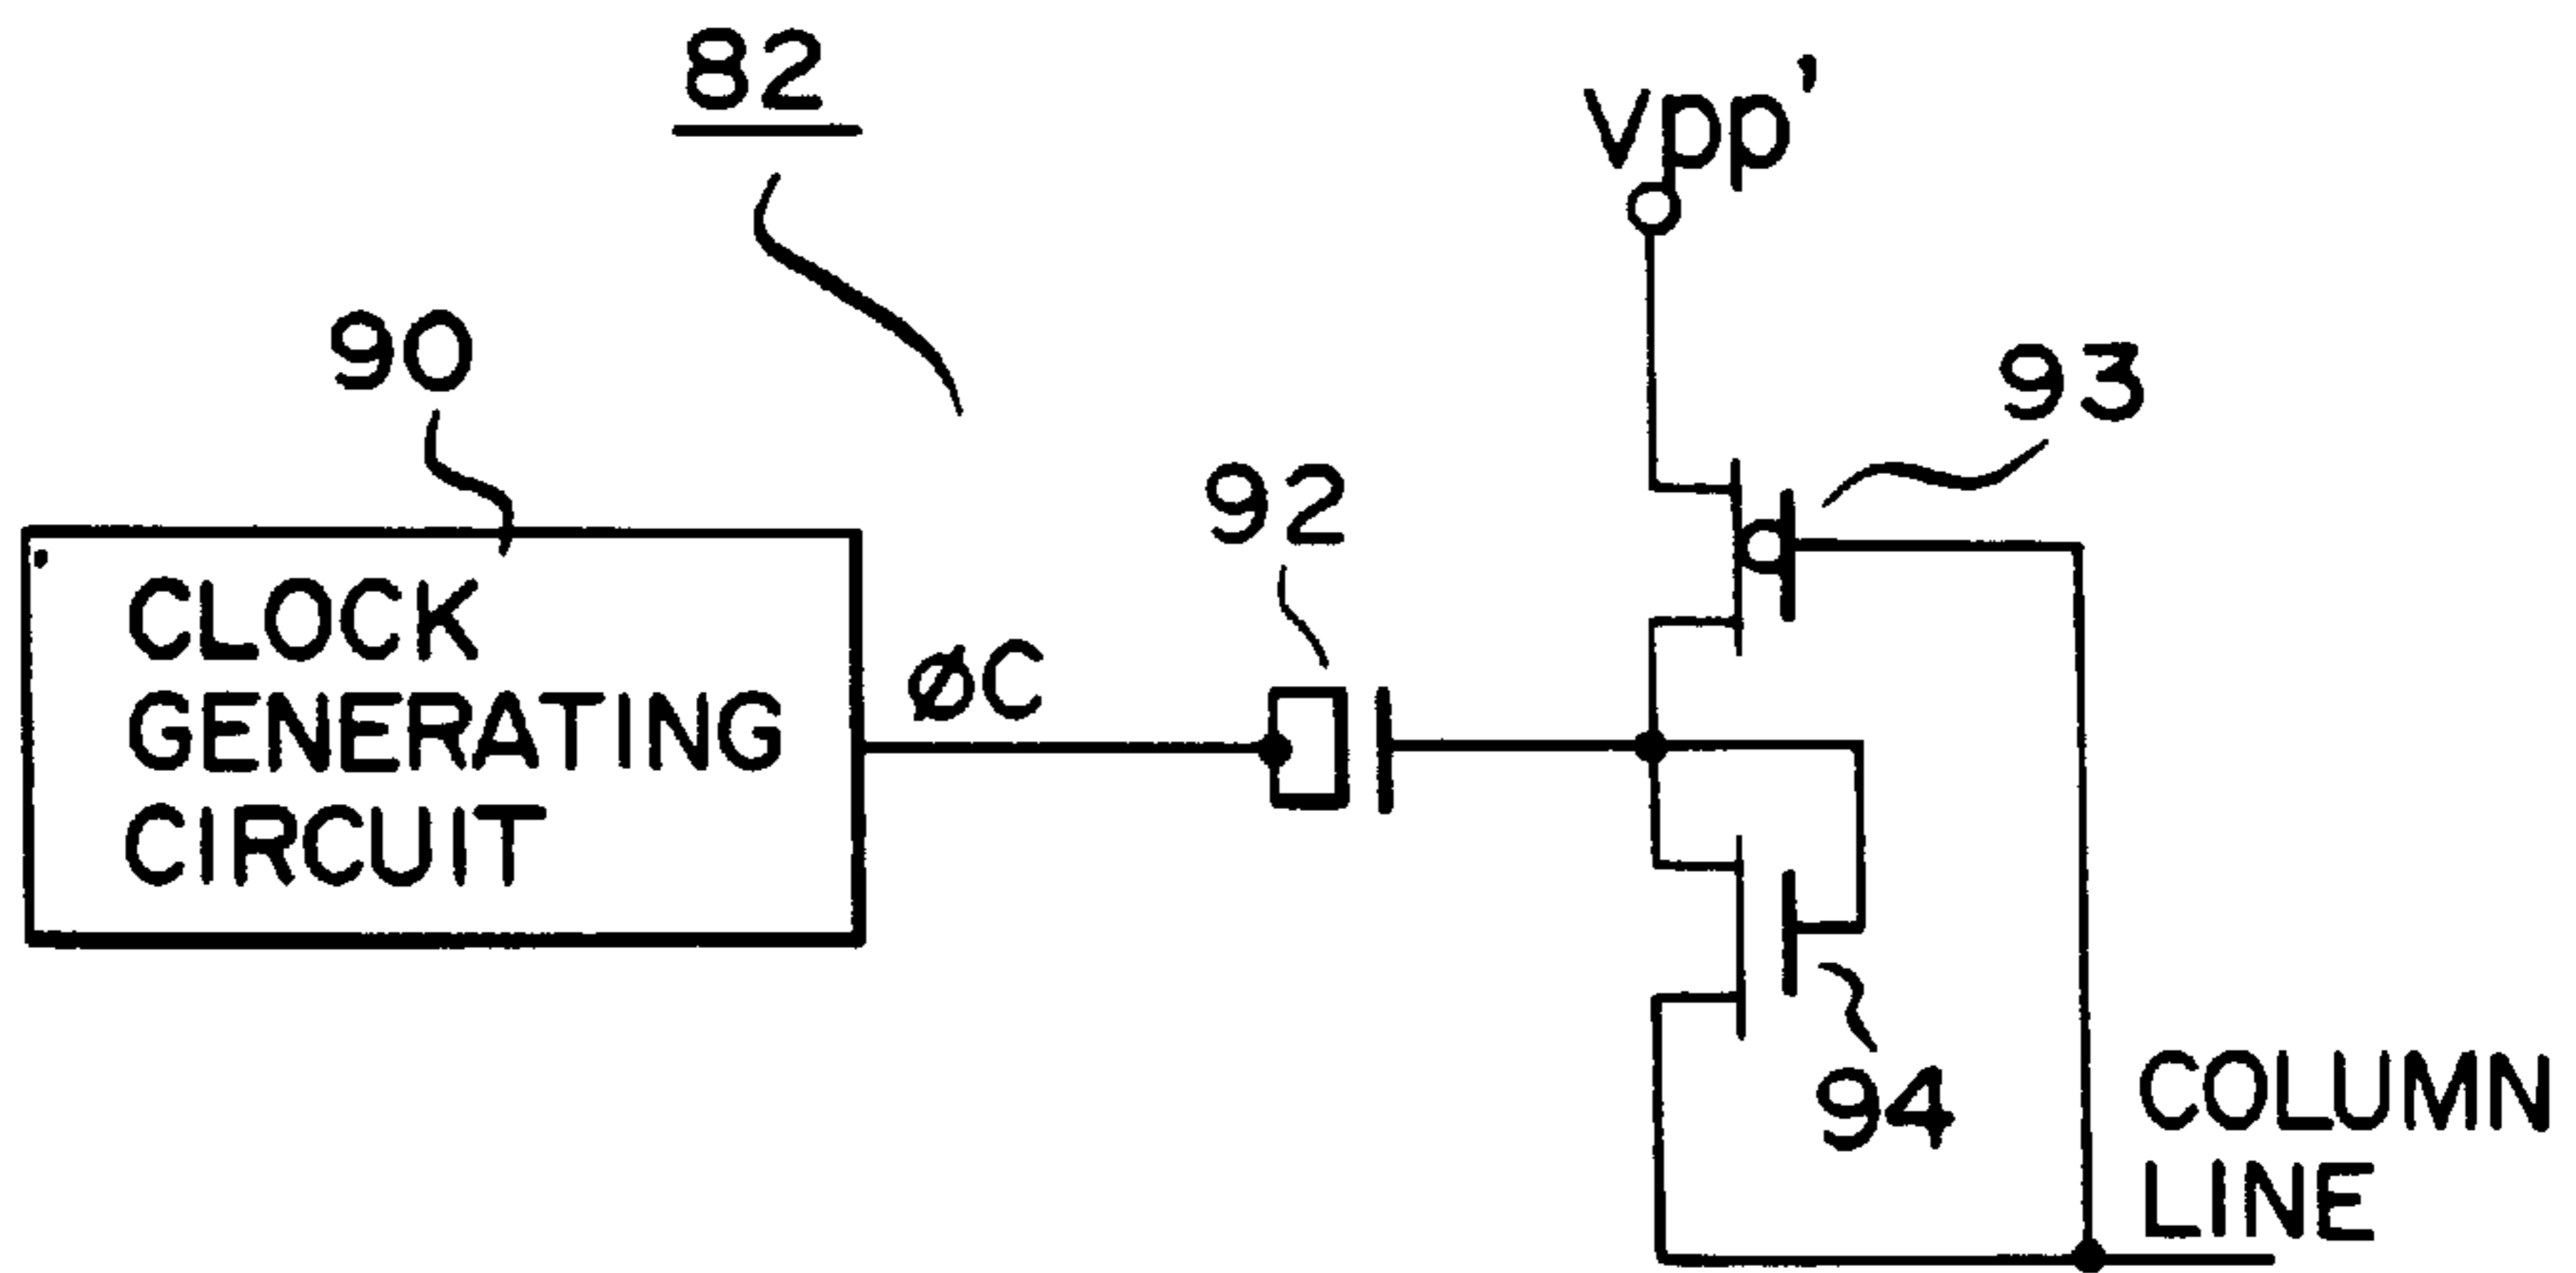 82
Vpp'
90
93
92
CLOCK
GENERATING
CIRCUIT
øC
94
COLUMN
LINE